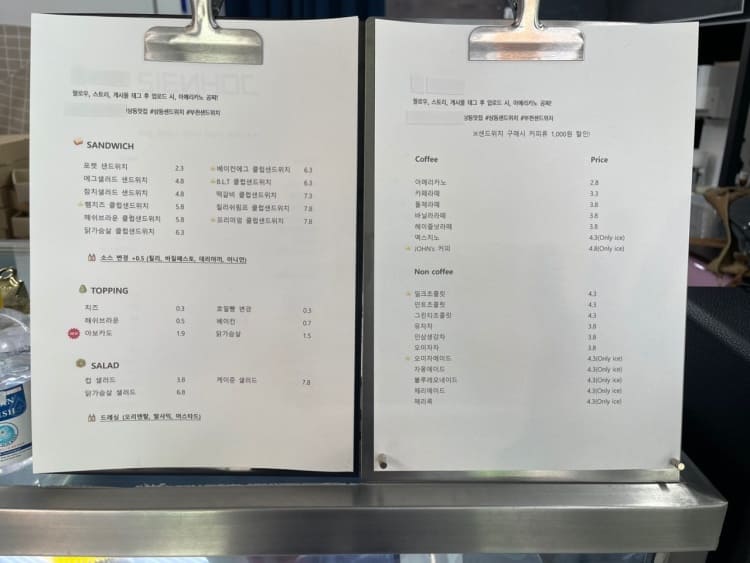 팔로우, 스토리, 게시물 태그 후 업로드 시, 아메리카노 공짜!
#상동샌드위치 #부천샌드위치
SANDWICH
포켓 샌드위치 2.3
에그샐러드 샌드위치 4.8
참치샐러드 샌드위치 4.8
햄치즈 클럽샌드위치 5.8
해쉬브라운 클럽샌드위치 5.8
닭가슴살 클럽샌드위치 6.3
베이컨에그 클럽샌드위치 6.3
B.L.T 클럽샌드위치 6.3
떡갈비 클럽샌드위치 7.3
칠리쉬림프 클럽샌드위치 7.8
프리미엄 클럽샌드위치 7.8
소스 변경 +0.5 (칠리, 바질페스토, 데리야끼, 어니언)
TOPPING
치즈 0.3
해쉬브라운 0.5
NEW 아보카도 1.9
호밀빵 변경 0.3
베이컨 0.7
닭가슴살 1.5
SALAD
컵 샐러드 3.8
닭가슴살 샐러드 6.8
케이준 샐러드 7.8
드레싱 (오리엔탈, 발사믹, 머스타드)
팔로우, 스토리, 게시물 태그 후 업로드 시, 아메리카노 공짜!
#상동샌드위치 #부천샌드위치
※샌드위치 구매시 커피류 1,000원 할인!
Coffee Price
아메리카노 2.8
카페라떼 3.3
돌체라떼 3.8
바닐라라떼 3.8
헤이즐넛라떼 3.8
멕스치노 4.3(Only ice)
JOHN's 커피 4.8(Only ice)
Non coffee
밀크초콜릿 4.3
민트초콜릿 4.3
그린티초콜릿 4.3
유자차 3.8
인삼생강차 3.8
오미자차 3.8
오미자에이드 4.3(Only ice)
자몽에이드 4.3(Only ice)
블루레모네이드 4.3(Only ice)
체리에이드 4.3(Only ice)
체리콕 4.3(Only ice)